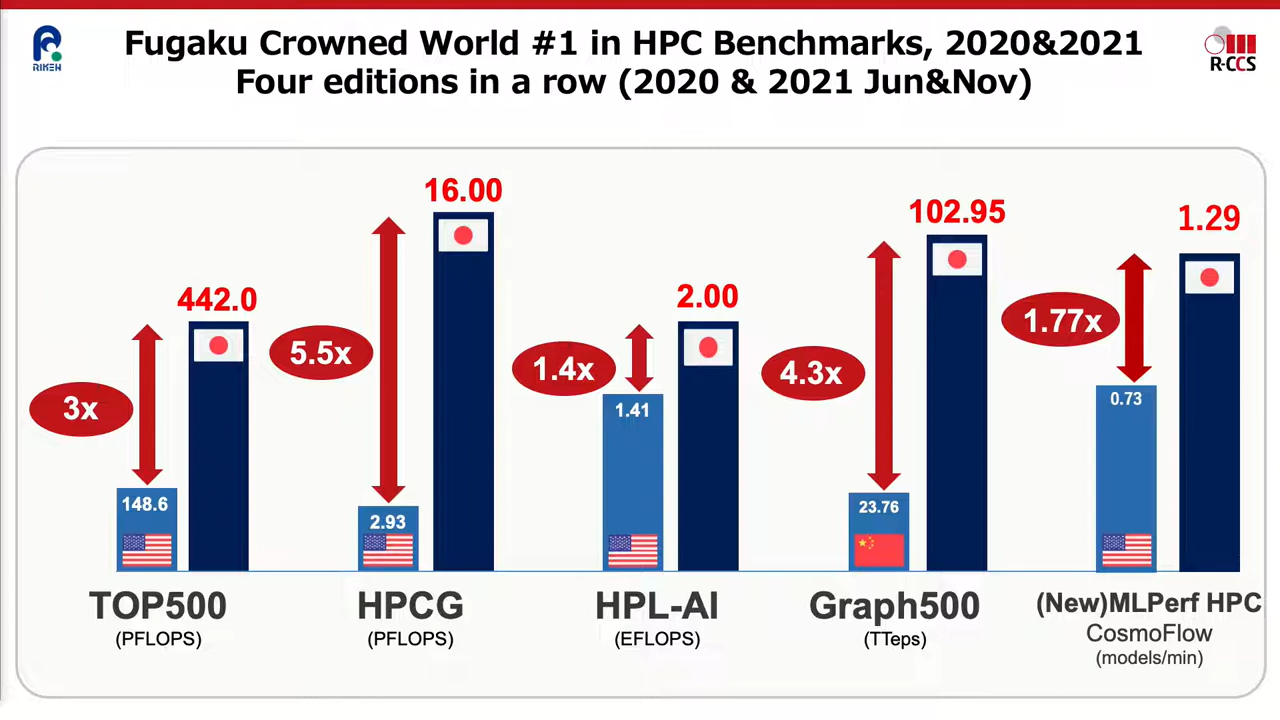 Fugaku Crowned World #1 in HPC Benchmarks, 2020&2021
Four editions in a row (2020 & 2021 Jun&Nov)
RIKEN
R-CCS
3x
148.6
442.0
TOP500
(PFLOPS)
5.5x
2.93
16.00
HPCG
(PFLOPS)
1.4x
1.41
2.00
HPL-AI
(EFLOPS)
4.3x
23.76
102.95
Graph500
(TTeps)
1.77x
0.73
1.29
(New)MLPerf HPC
CosmoFlow
(models/min)